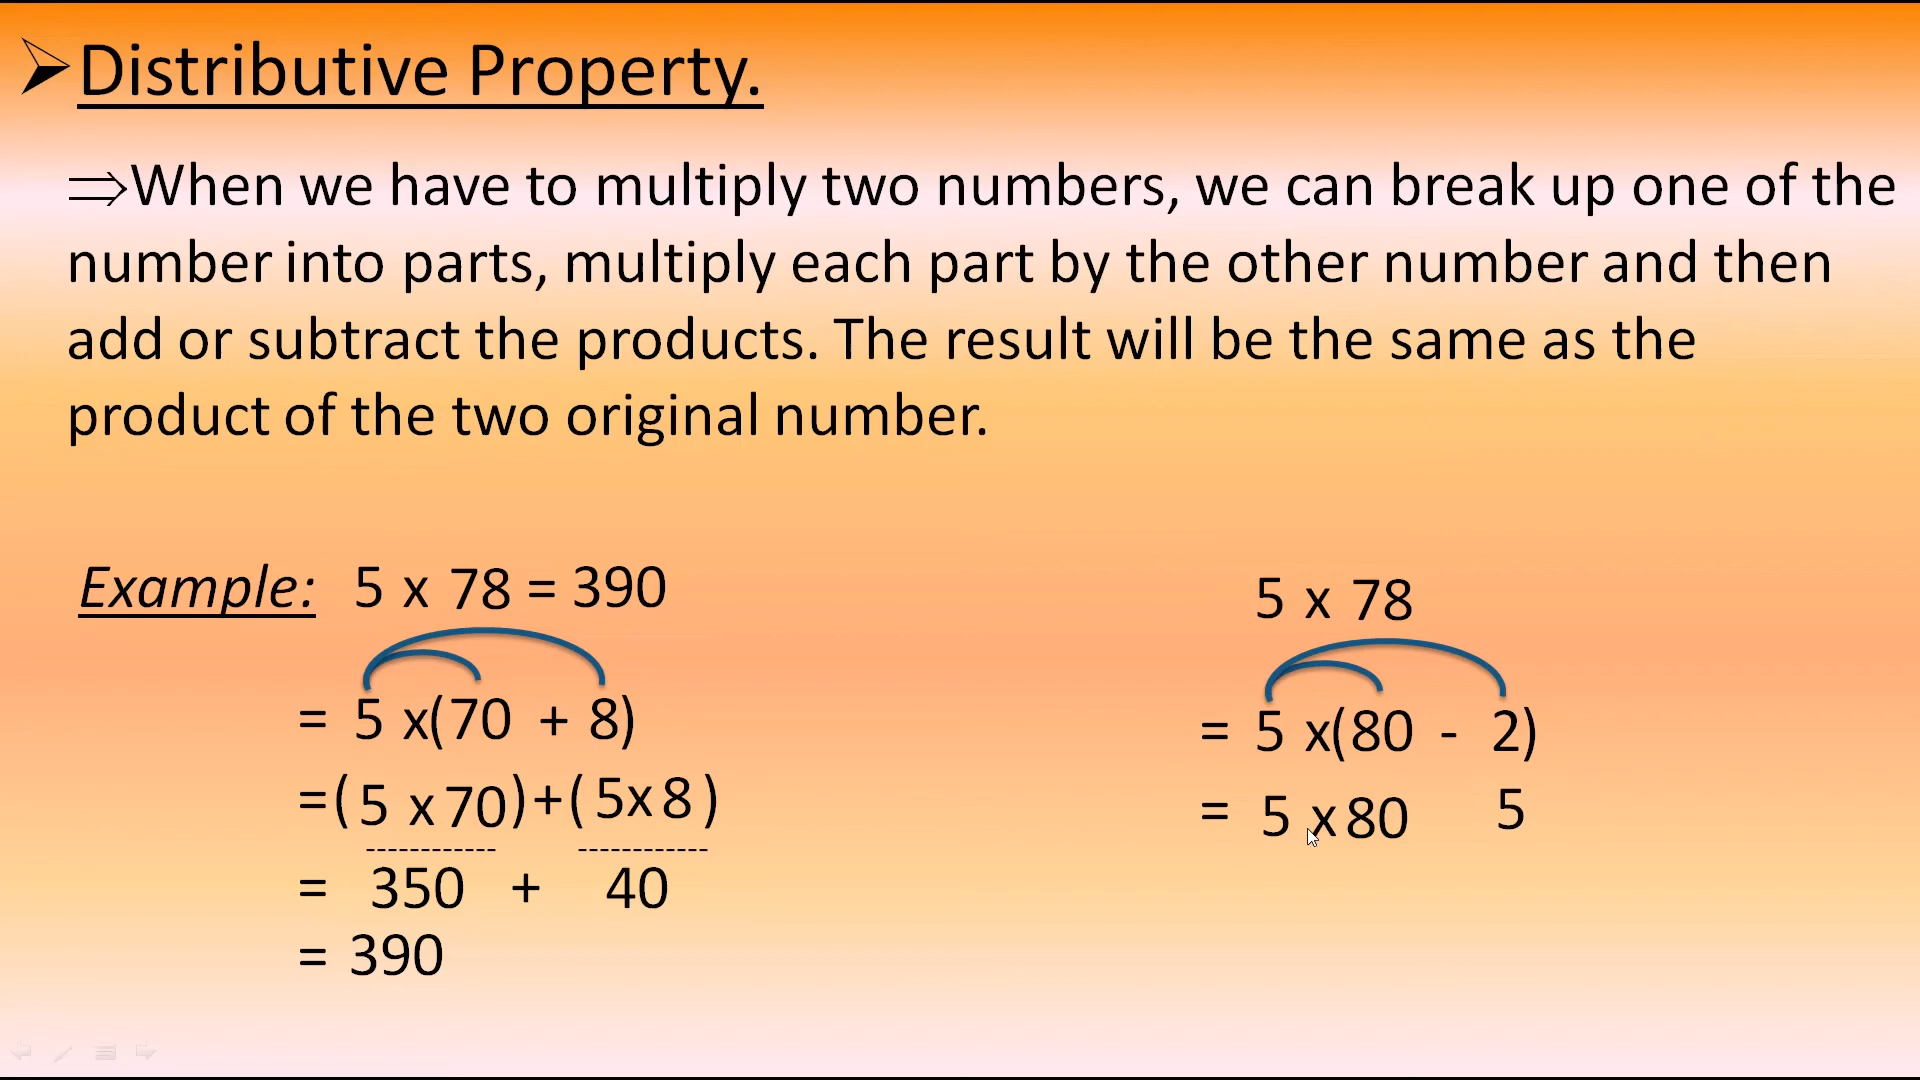 Distributive Property.
⇒When we have to multiply two numbers, we can break up one of the
number into parts, multiply each part by the other number and then
add or subtract the products. The result will be the same as the
product of the two original number.
Example: 5 x 78 = 390
= 5 x(70 + 8)
=( 5 x 70)+( 5x 8 )
------------ ------------
= 350 + 40
= 390
5 x 78
= 5 x(80 - 2)
= 5 x 80 5